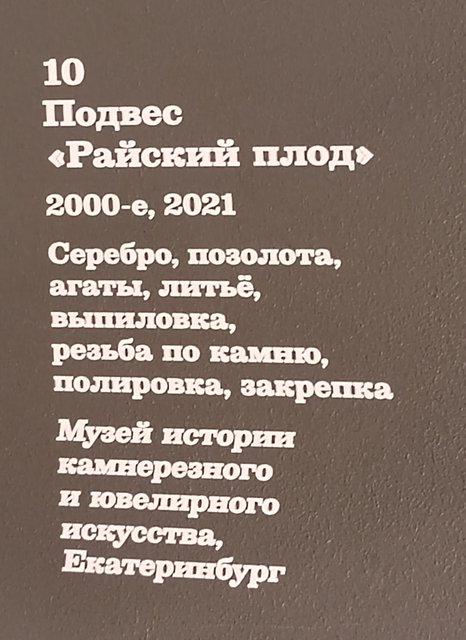 10
Подвес
«Райский плод»
2000-е, 2021
Серебро, позолота,
агаты, литьё,
выпиловка,
резьба по камню,
полировка, закрепка
Музей истории
камнерезного
и ювелирного
искусства,
Екатеринбург